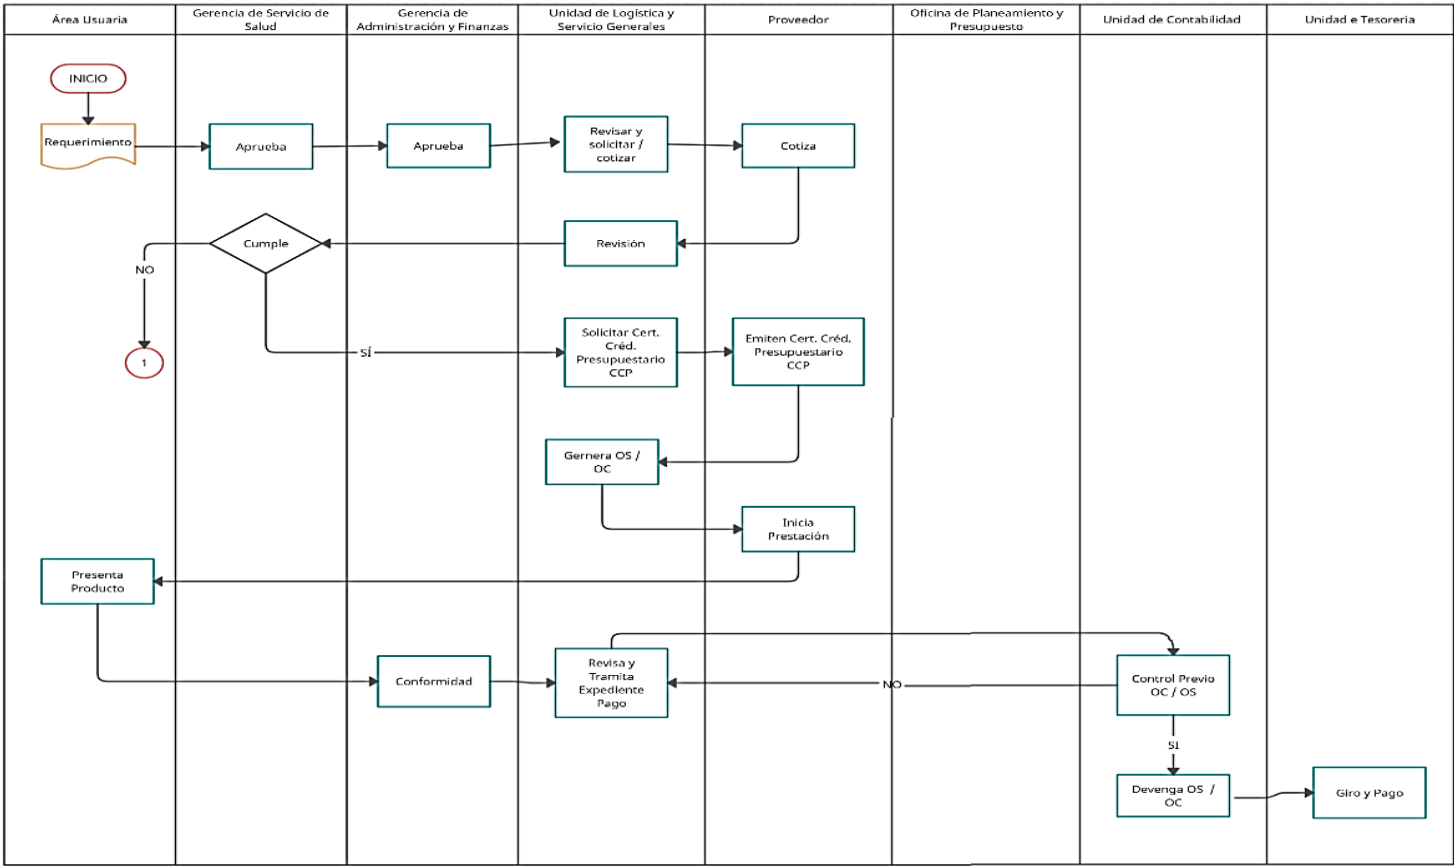 Área Usuaria
Gerencia de Servicio de
Salud
Gerencia de
Administración y Finanzas
Unidad de Logística y
Servicio Generales
Proveedor
Oficina de Planeamiento y
Presupuesto
Unidad de Contabilidad
Unidad e Tesoreria
INICIO
Requerimiento
Aprueba
Aprueba
Revisar y
solicitar /
cotizar
Cotiza
Cumple
Revisión
NO
1
SÍ
Solicitar Cert.
Créd.
Presupuestario
CCP
Emiten Cert. Créd.
Presupuestario
CCP
Gernera OS /
OC
Inicia
Prestación
Presenta
Producto
Conformidad
Revisa y
Tramita
Expediente
Pago
NO
Control Previo
OC / OS
SI
Devenga OS /
OC
Giro y Pago